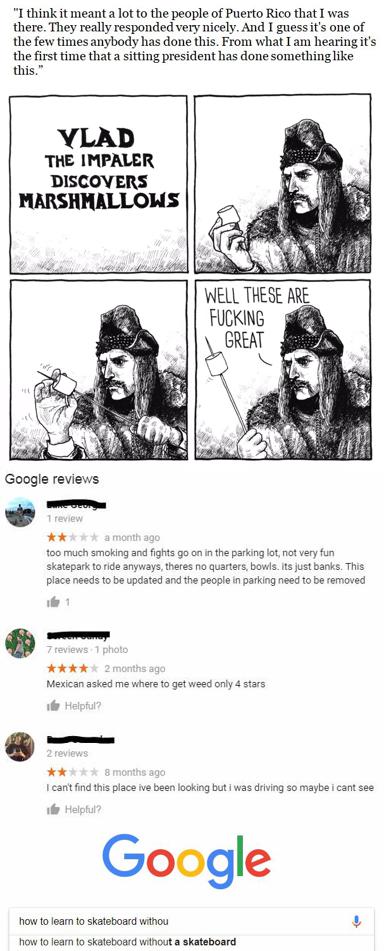 "I think it meant a lot to the people of Puerto Rico that I was
there. They really responded very nicely. And I guess it's one of
the few times anybody has done this. From what I am hearing it's
the first time that a sitting president has done something like
this."
VLAD
THE IMPALER
DISCOVERS
MARSHMALLOWS
WELL THESE ARE
FUCKING
GREAT
Google reviews
1 review
a month ago
too much smoking and fights go on in the parking lot, not very fun
skatepark to ride anyways, theres no quarters, bowls. its just banks. This
place needs to be updated and the people in parking need to be removed
1
7 reviews · 1 photo
2 months ago
Mexican asked me where to get weed only 4 stars
Helpful?
2 reviews
8 months ago
I can't find this place ive been looking but i was driving so maybe i cant see
Helpful?
Google
how to learn to skateboard withou
how to learn to skateboard without a skateboard